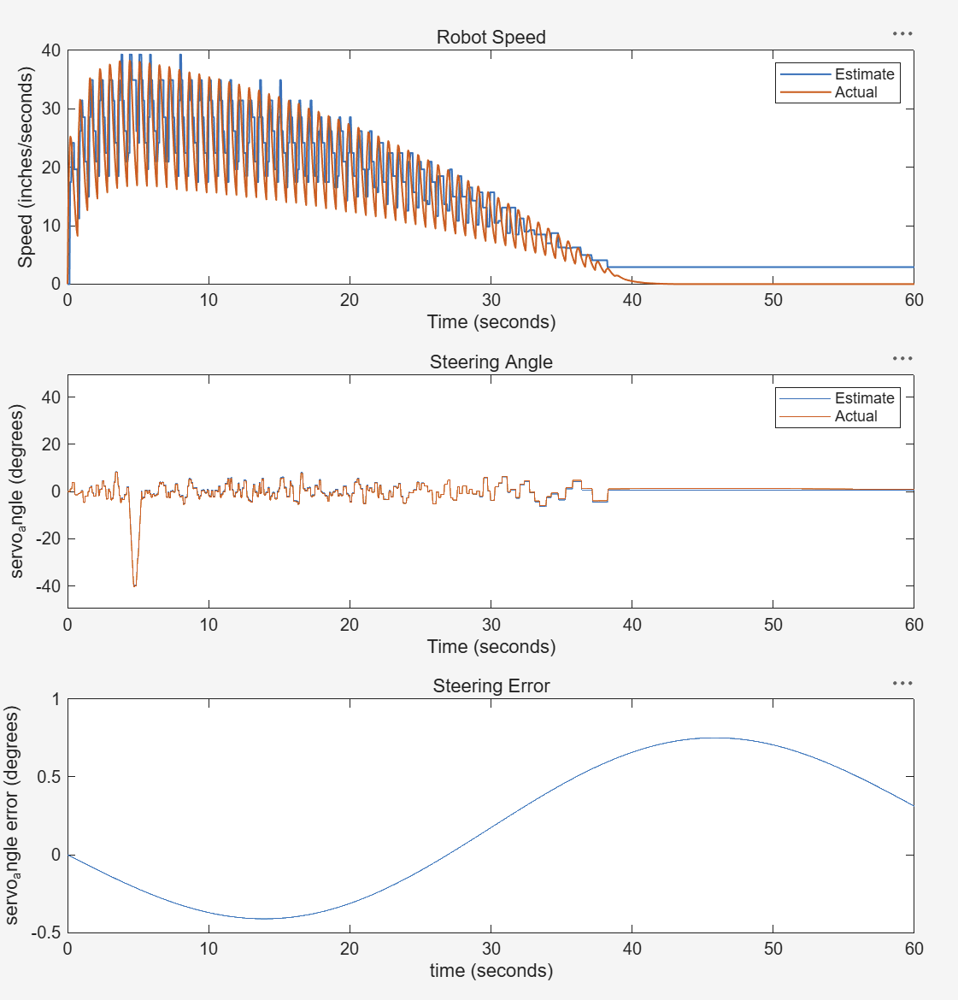 Robot Speed
Speed (inches/seconds)
40
30
20
10
0
Estimate
Actual
0 10 20 30 40 50 60
Time (seconds)
Steering Angle
servoₐngle (degrees)
40
20
0
-20
-40
Estimate
Actual
0 10 20 30 40 50 60
Time (seconds)
Steering Error
servoₐngle error (degrees)
1
0.5
0
-0.5
0 10 20 30 40 50 60
time (seconds)